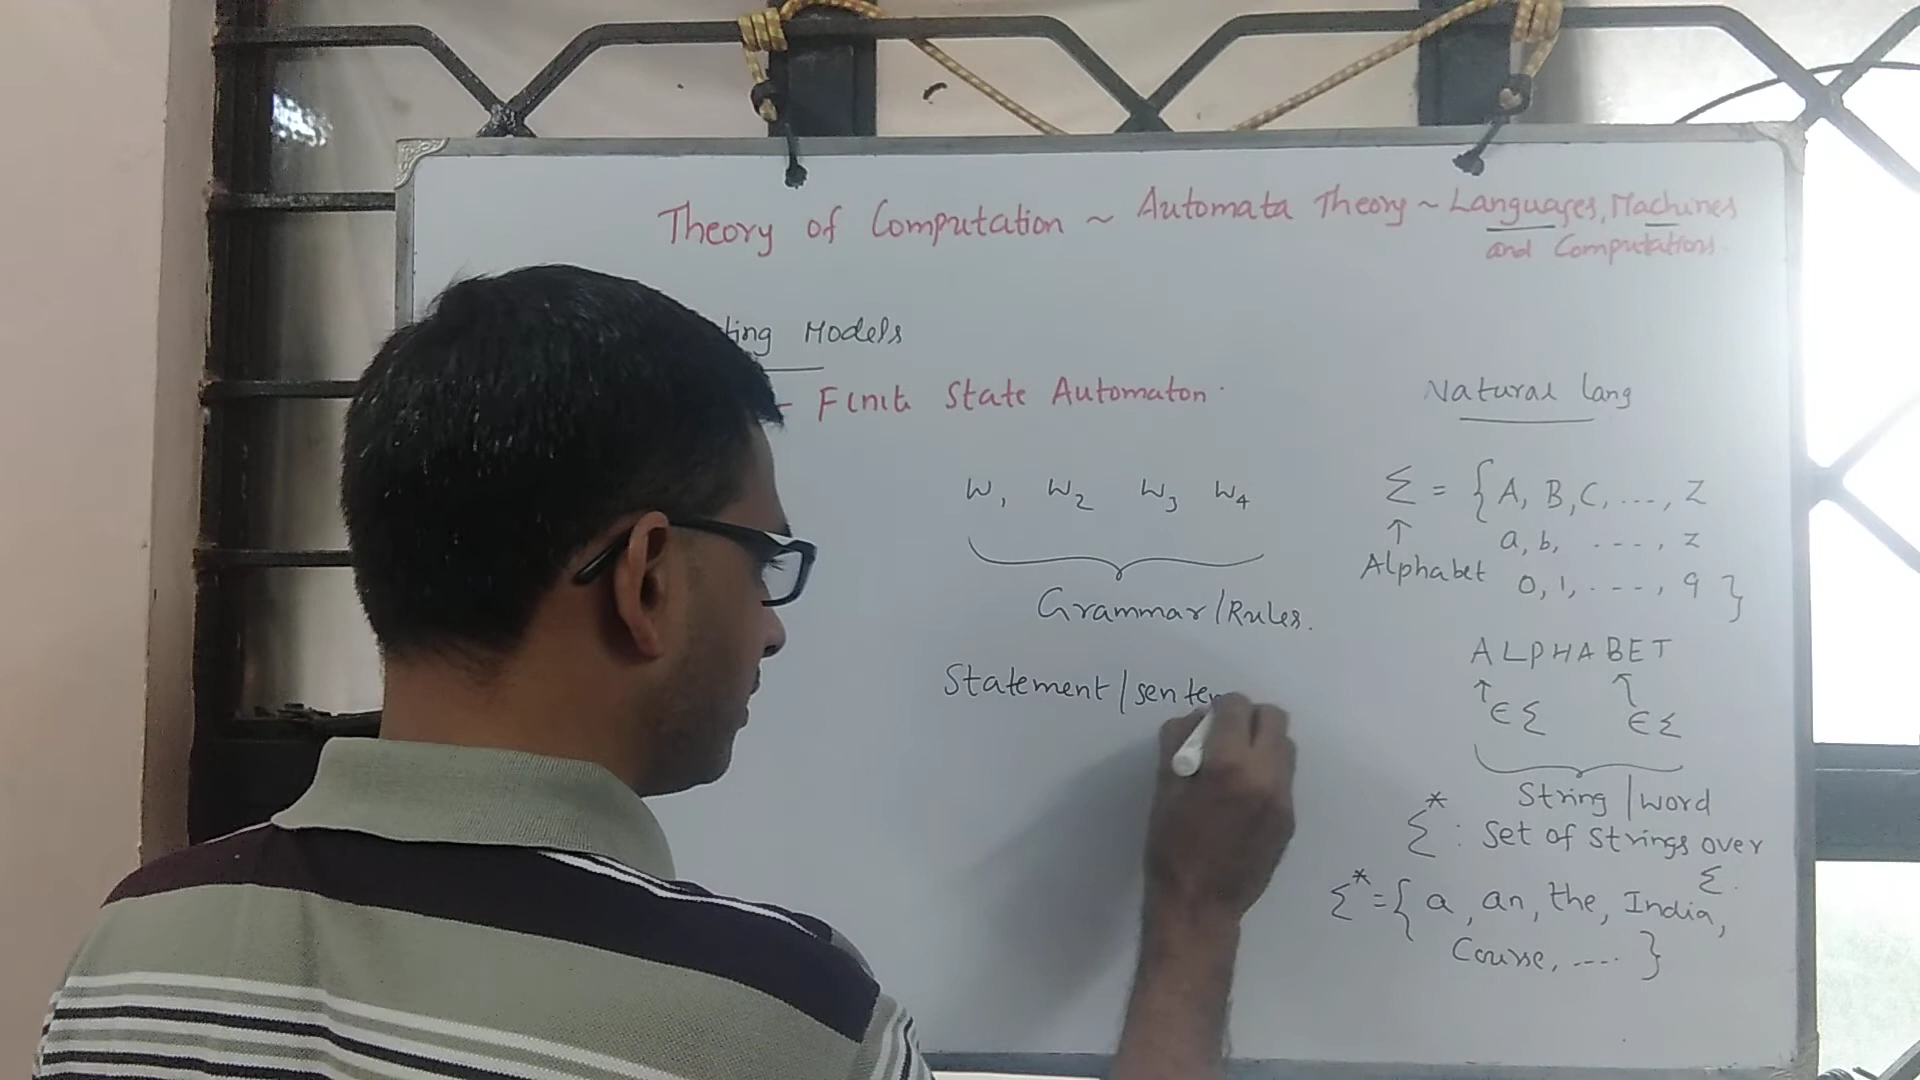 Theory of Computation ~ Automata Theory ~ Languages, Machines
and Computations.
ting Models
- Finite State Automaton.
W1 W2 W3 W4
Grammar/Rules.
Statement/senten
Natural lang
Σ = {A, B, C, ...., Z
a, b, ----, z
0, 1, ----, 9 }
↑
Alphabet
ALPHABET
↑ ∈ Σ ↑ ∈ Σ
String/word
Σ* : Set of Strings over
Σ.
Σ* = { a, an, the, India,
Course, ..... }